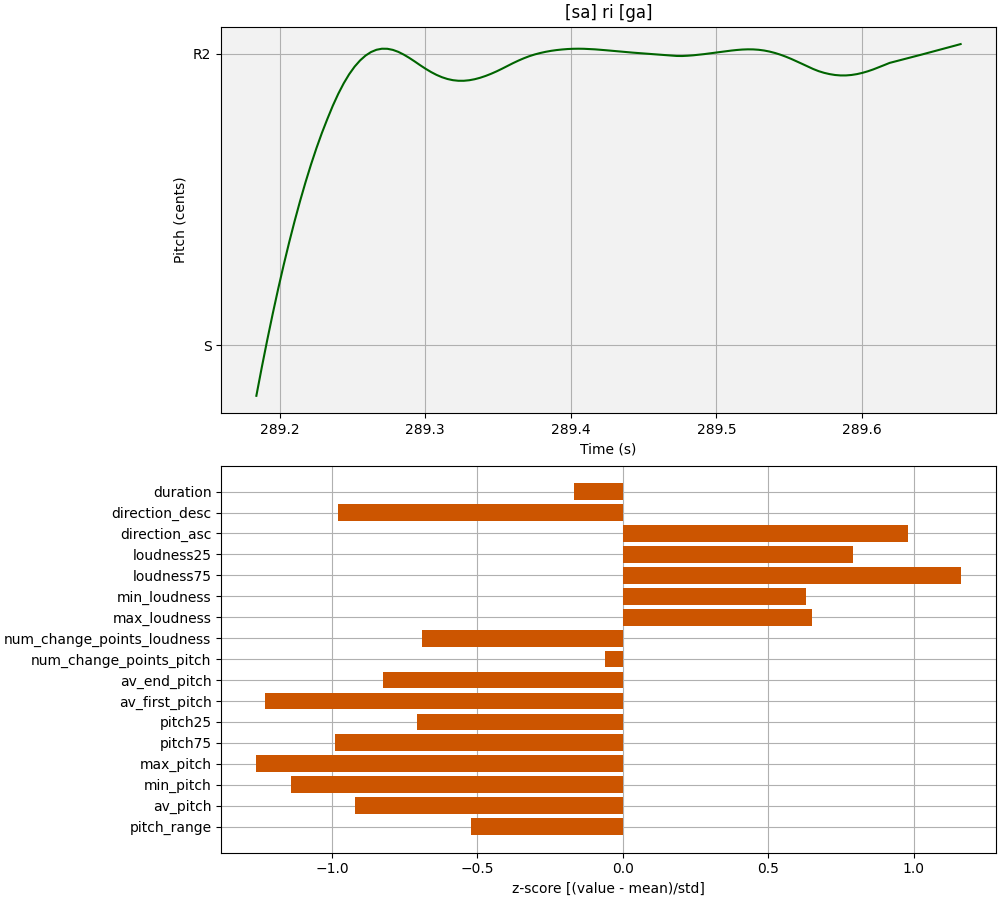 [sa] ri [ga]
R2
S
Pitch (cents)
289.2 289.3 289.4 289.5 289.6
Time (s)
duration
direction_desc
direction_asc
loudness25
loudness75
min_loudness
max_loudness
num_change_points_loudness
num_change_points_pitch
av_end_pitch
av_first_pitch
pitch25
pitch75
max_pitch
min_pitch
av_pitch
pitch_range
−1.0 −0.5 0.0 0.5 1.0
z-score [(value - mean)/std]